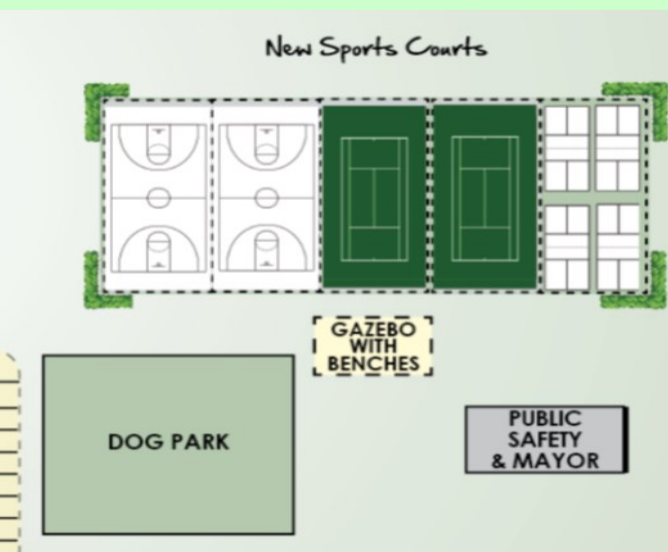 New Sports Courts
GAZEBO
WITH
BENCHES
DOG PARK
PUBLIC
SAFETY
& MAYOR